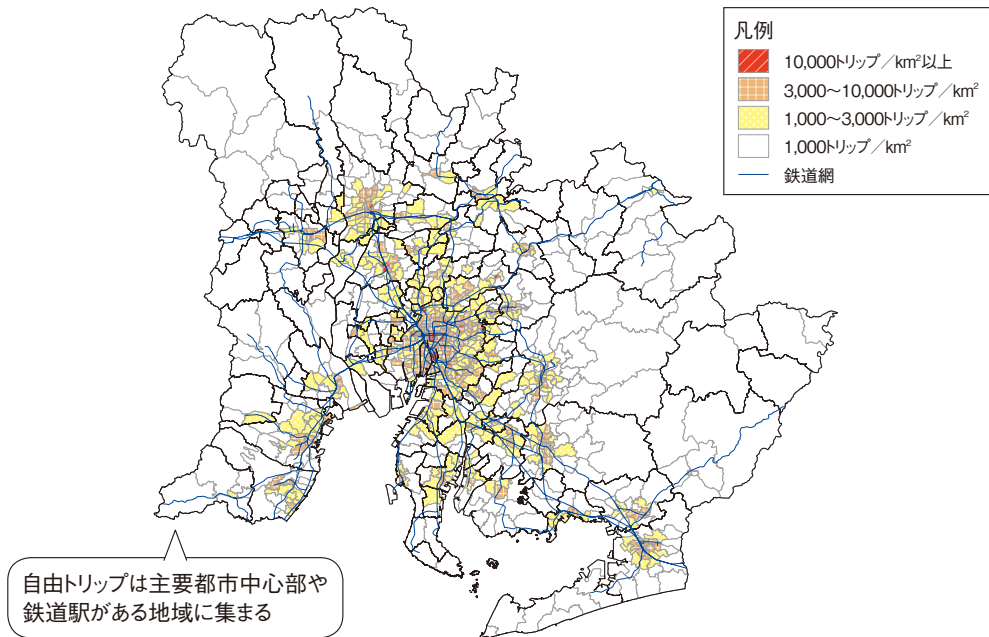 凡例
10,000トリップ／km²以上
3,000～10,000トリップ／km²
1,000～3,000トリップ／km²
1,000トリップ／km²
鉄道網
自由トリップは主要都市中心部や
鉄道駅がある地域に集まる